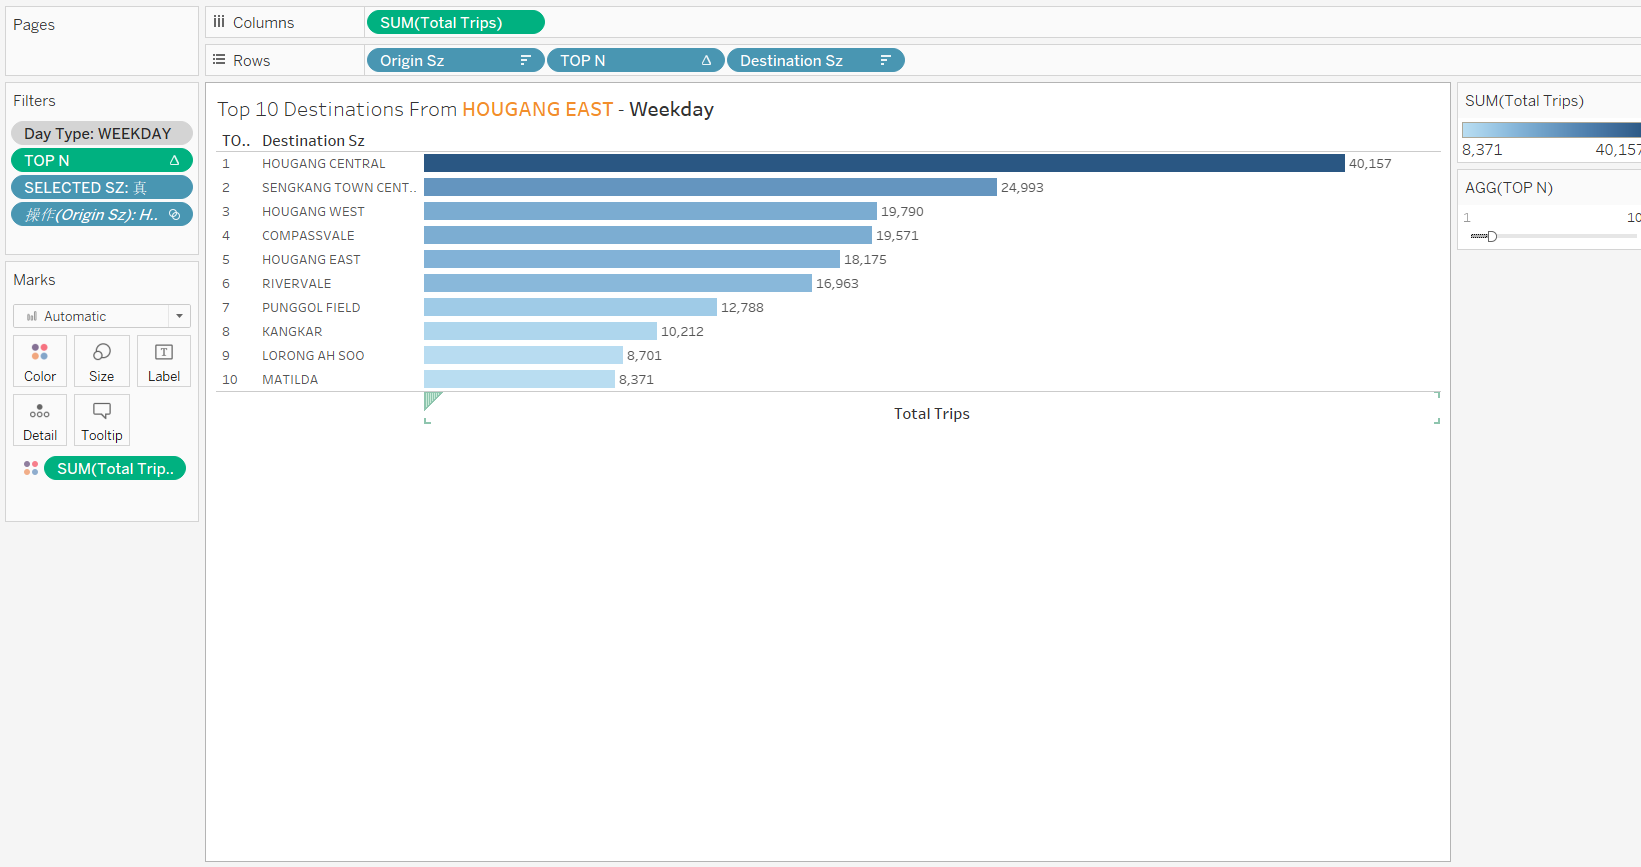 Pages
Columns
SUM(Total Trips)
Rows
Origin Sz
TOP N
Destination Sz
Filters
Day Type: WEEKDAY
TOP N
SELECTED SZ: 真
操作(Origin Sz): H..
Marks
Automatic
Color
Size
Label
Detail
Tooltip
SUM(Total Trip..
Top 10 Destinations From HOUGANG EAST - Weekday
TO.. Destination Sz
1 HOUGANG CENTRAL 40,157
2 SENGKANG TOWN CENT.. 24,993
3 HOUGANG WEST 19,790
4 COMPASSVALE 19,571
5 HOUGANG EAST 18,175
6 RIVERVALE 16,963
7 PUNGGOL FIELD 12,788
8 KANGKAR 10,212
9 LORONG AH SOO 8,701
10 MATILDA 8,371
Total Trips
SUM(Total Trips)
8,371 40,157
AGG(TOP N)
1 10